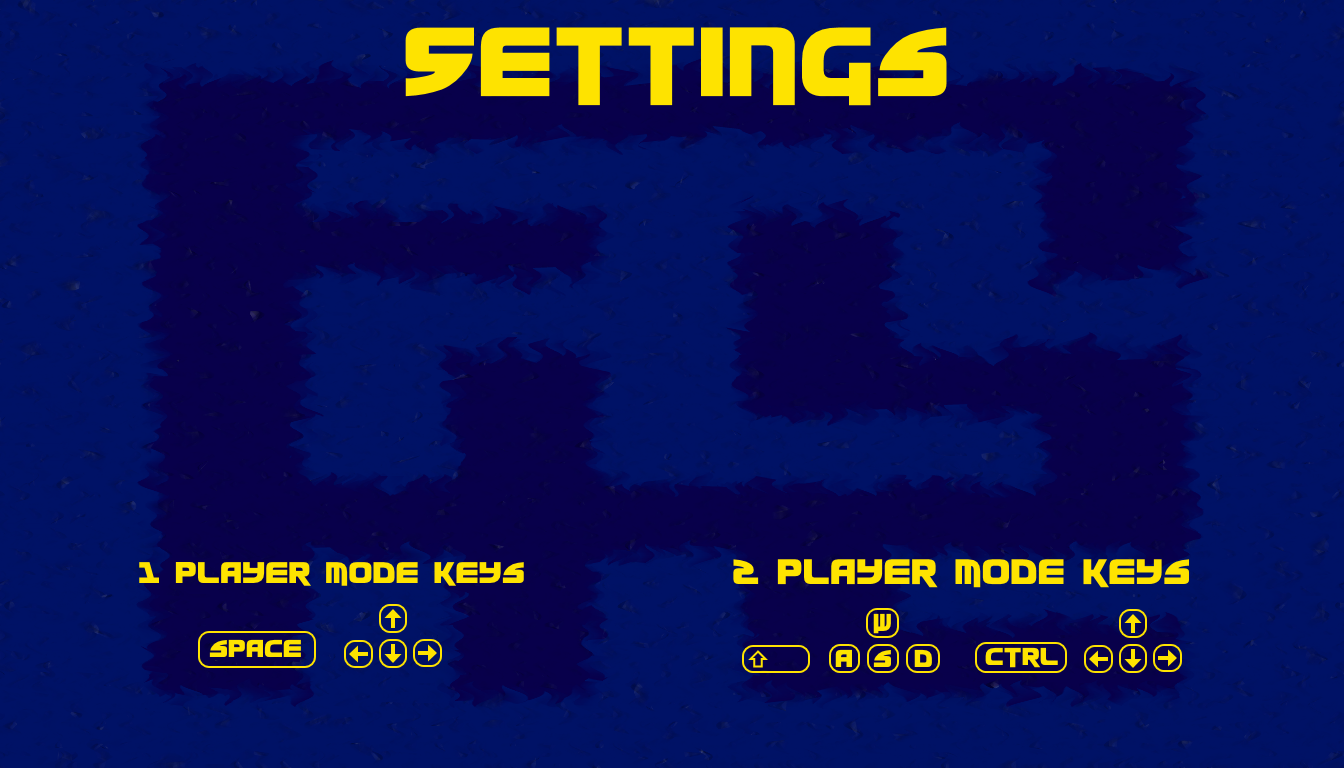 SETTINGS
1 PLAYER MODE KEYS
SPACE ↑ ← ↓ →
2 PLAYER MODE KEYS
⇧ W A S D CTRL ↑ ← ↓ →